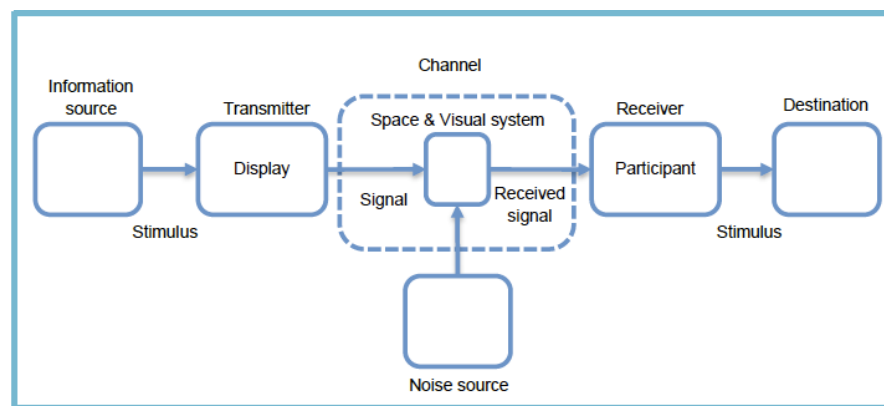 Channel
Information
source
Transmitter
Space & Visual system
Receiver
Destination
Display
Participant
Signal
Received
signal
Stimulus
Stimulus
Noise source